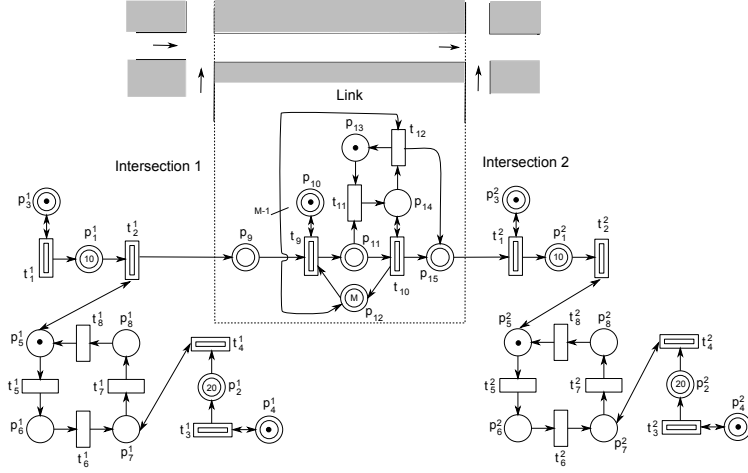 Link
Intersection 1
Intersection 2
p₁₃
t₁₂
p₃¹
p₁¹
t₂¹
M-1
p₁₀
t₁₁
p₁₄
p₃²
p₁²
t₂²
p₉
t₉
p₁₁
t₁²
10
10
t₁¹
t₁₀
p₁₅
M
p₁₂
t₈¹
p₈¹
t₈²
p₈²
p₅¹
t₄¹
p₅²
t₄²
t₅¹
t₇¹
20
p₂¹
t₅²
t₇²
20
p₂²
p₄¹
p₄²
p₆¹
p₇¹
t₃¹
p₆²
p₇²
t₃²
t₆¹
t₆²